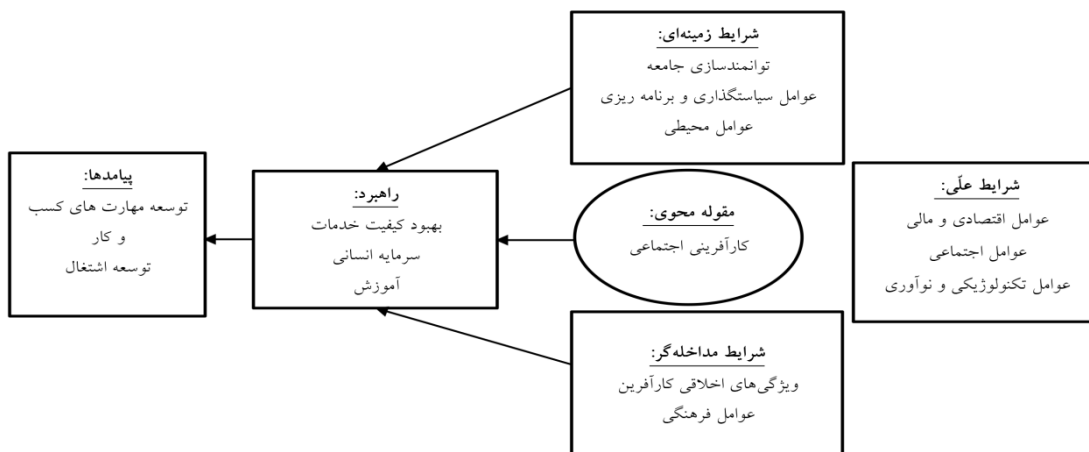 شرایط زمینه‌ای:
توانمندسازی جامعه
عوامل سیاستگذاری و برنامه ریزی
عوامل محیطی
شرایط علّی:
عوامل اقتصادی و مالی
عوامل اجتماعی
عوامل تکنولوژیکی و نوآوری
مقوله محوی:
کارآفرینی اجتماعی
راهبرد:
بهبود کیفیت خدمات
سرمایه انسانی
آموزش
پیامدها:
توسعه مهارت های کسب
و کار
توسعه اشتغال
شرایط مداخله‌گر:
ویژگی‌های اخلاقی کارآفرین
عوامل فرهنگی